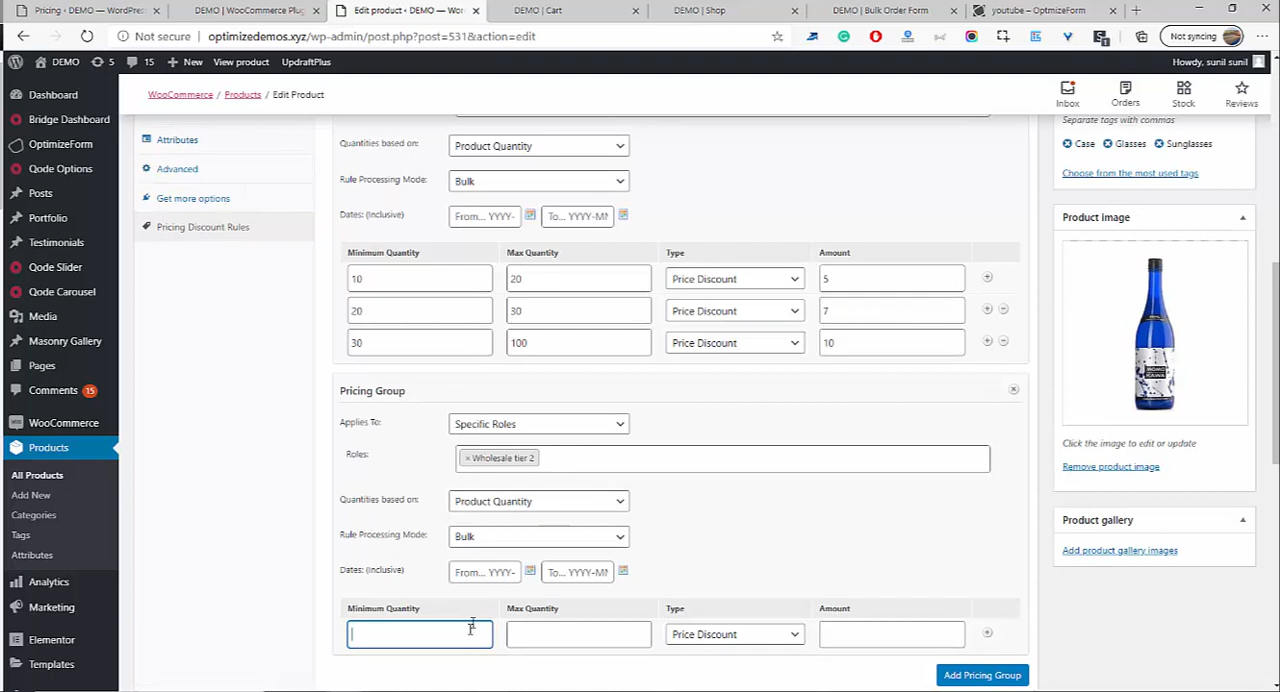 Pricing ‹ DEMO — WordPres
DEMO | WooCommerce Plug
Edit product ‹ DEMO — Woo
DEMO | Cart
DEMO | Shop
DEMO | Bulk Order Form
youtube – OptmizeForm
Not secure | optimizedemos.xyz/wp-admin/post.php?post=531&action=edit
Not syncing
DEMO 5 15 + New View product UpdraftPlus
Howdy, sunil sunil
Dashboard
Bridge Dashboard
OptimizeForm
Qode Options
Posts
Portfolio
Testimonials
Qode Slider
Qode Carousel
Media
Masonry Gallery
Pages
Comments 15
WooCommerce
Products
All Products
Add New
Categories
Tags
Attributes
Analytics
Marketing
Elementor
Templates
WooCommerce / Products / Edit Product
Inbox
Orders
Stock
Reviews
Attributes
Advanced
Get more options
Pricing Discount Rules
Quantities based on: Product Quantity
Rule Processing Mode: Bulk
Dates: (Inclusive) From... YYYY- To... YYYY-MM
Minimum Quantity Max Quantity Type Amount
10 20 Price Discount 5
20 30 Price Discount 7
30 100 Price Discount 10
Pricing Group
Applies To: Specific Roles
Roles: × Wholesale tier 2
Quantities based on: Product Quantity
Rule Processing Mode: Bulk
Dates: (Inclusive) From... YYYY- To... YYYY-MM
Minimum Quantity Max Quantity Type Amount
Price Discount
Add Pricing Group
Separate tags with commas
Case Glasses Sunglasses
Choose from the most used tags
Product image
Click the image to edit or update
Remove product image
Product gallery
Add product gallery images